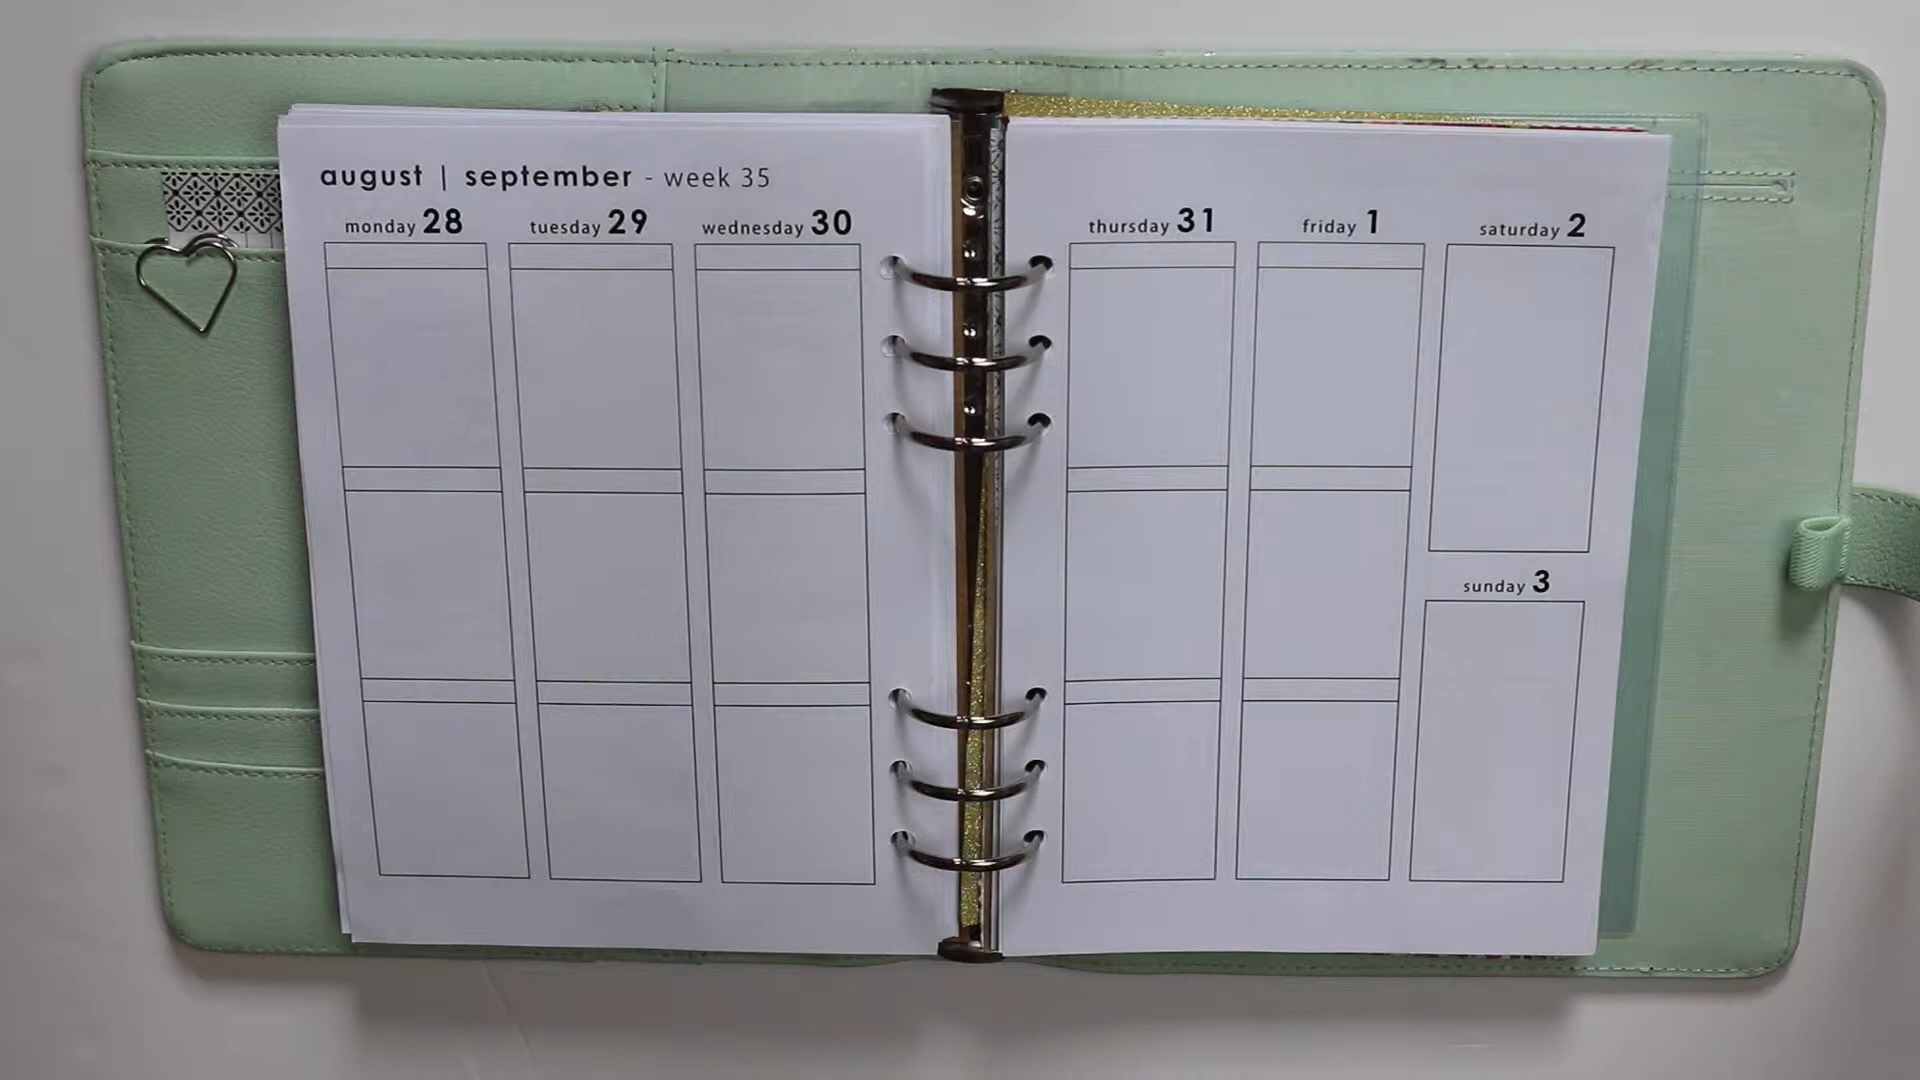 august | september - week 35
monday 28
tuesday 29
wednesday 30
thursday 31
friday 1
saturday 2
sunday 3